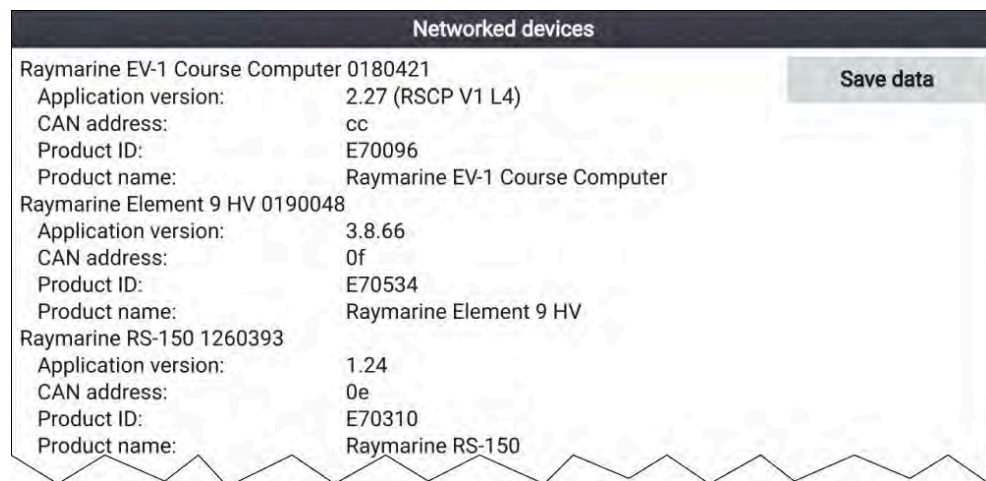 Networked devices
Raymarine EV-1 Course Computer 0180421
Save data
Application version: 2.27 (RSCP V1 L4)
CAN address: cc
Product ID: E70096
Product name: Raymarine EV-1 Course Computer
Raymarine Element 9 HV 0190048
Application version: 3.8.66
CAN address: 0f
Product ID: E70534
Product name: Raymarine Element 9 HV
Raymarine RS-150 1260393
Application version: 1.24
CAN address: 0e
Product ID: E70310
Product name: Raymarine RS-150